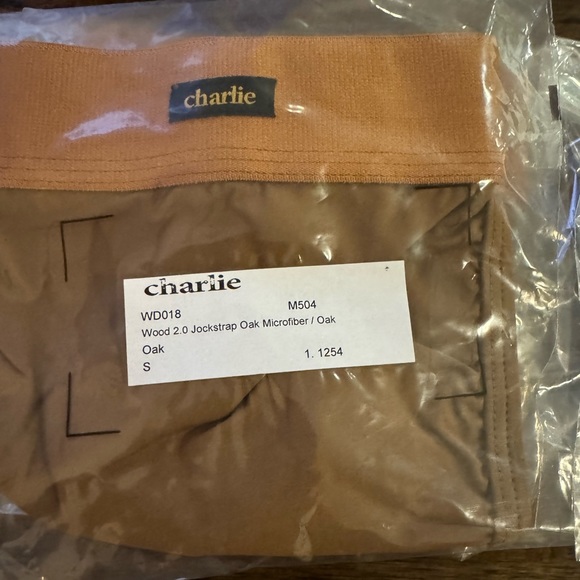 charlie
charlie
WD018 M504
Wood 2.0 Jockstrap Oak Microfiber / Oak
Oak
S 1. 1254